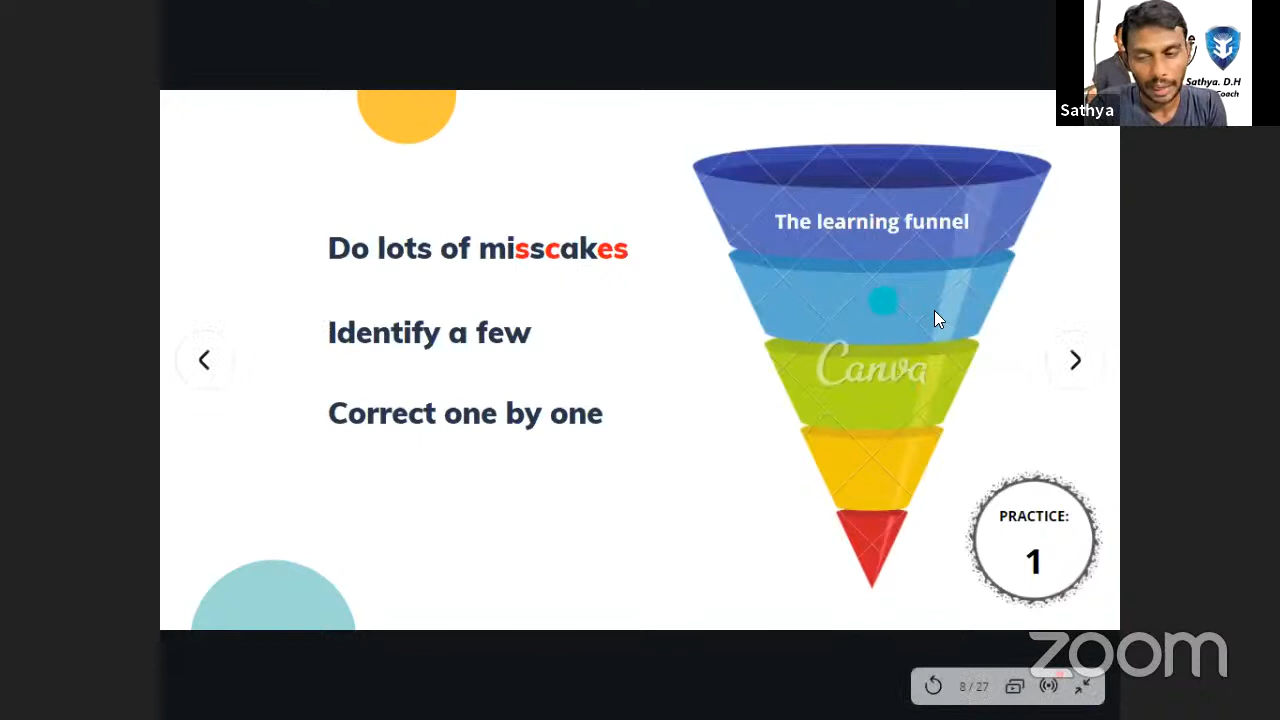 Sathya. D.H
Coach
Sathya
The learning funnel
Do lots of misscakes
Identify a few
Canva
Correct one by one
PRACTICE:
1
zoom
8 / 27